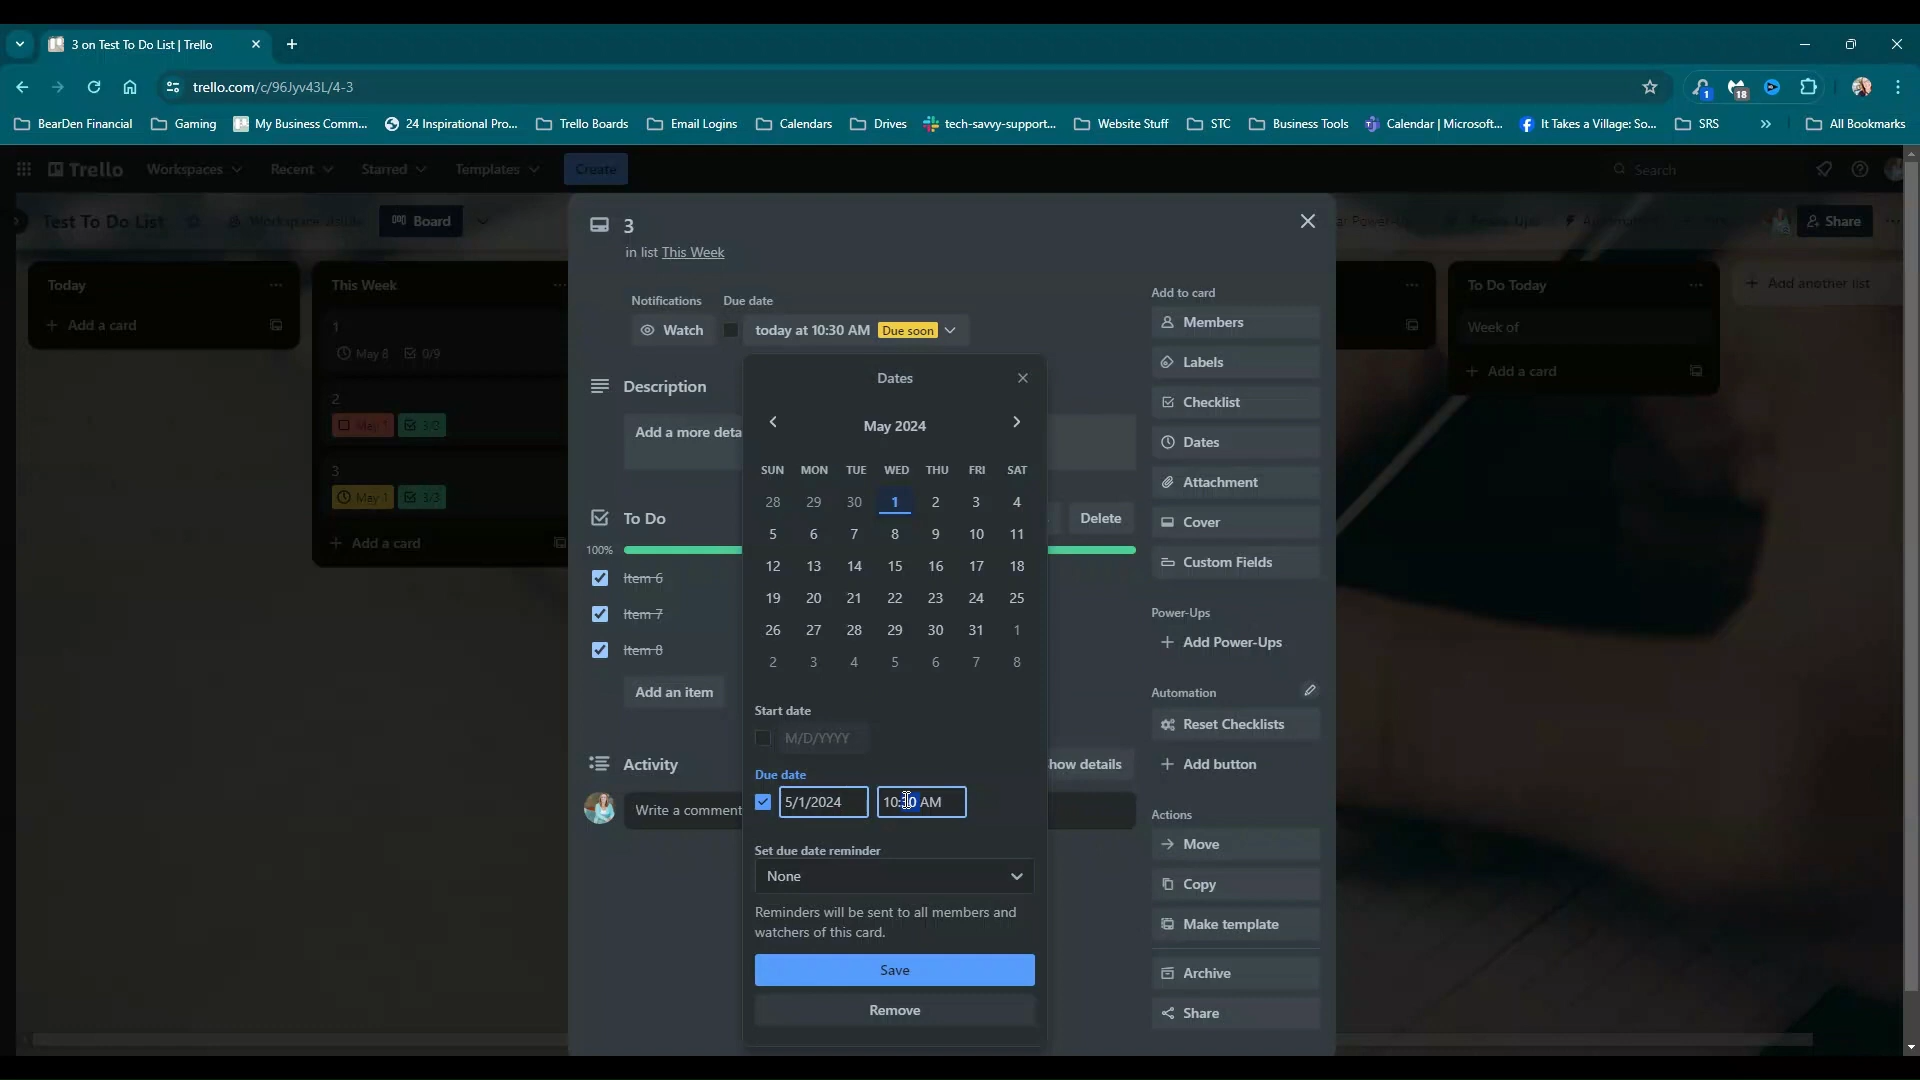 3 on Test To Do List | Trello
trello.com/c/96Jyv43L/4-3
1
18
BearDen Financial
Gaming
My Business Comm...
24 Inspirational Pro...
Trello Boards
Email Logins
Calendars
Drives
tech-savvy-support...
Website Stuff
STC
Business Tools
Calendar | Microsoft...
It Takes a Village: So...
SRS
»
All Bookmarks
Trello
Workspaces
Recent
Starred
Templates
Create
Search
Test To Do List
Workspace visible
Board
Share
Today
+ Add a card
This Week
1
May 8
0/9
2
May 1
3
May 1
3/3
+ Add a card
To Do Today
Week of
+ Add a card
+ Add another list
3
in list This Week
Notifications
Due date
Watch
today at 10:30 AM Due soon
Description
Add a more deta
To Do
Delete
100%
Item 6
Item 7
Item 8
Add an item
Activity
how details
Write a comment
Dates
May 2024
SUN MON TUE WED THU FRI SAT
28 29 30 1 2 3 4
5 6 7 8 9 10 11
12 13 14 15 16 17 18
19 20 21 22 23 24 25
26 27 28 29 30 31 1
2 3 4 5 6 7 8
Start date
M/D/YYYY
Due date
5/1/2024
10:30 AM
Set due date reminder
None
Reminders will be sent to all members and
watchers of this card.
Save
Remove
Add to card
Members
Labels
Checklist
Dates
Attachment
Cover
Custom Fields
Power-Ups
+ Add Power-Ups
Automation
Reset Checklists
+ Add button
Actions
Move
Copy
Make template
Archive
Share